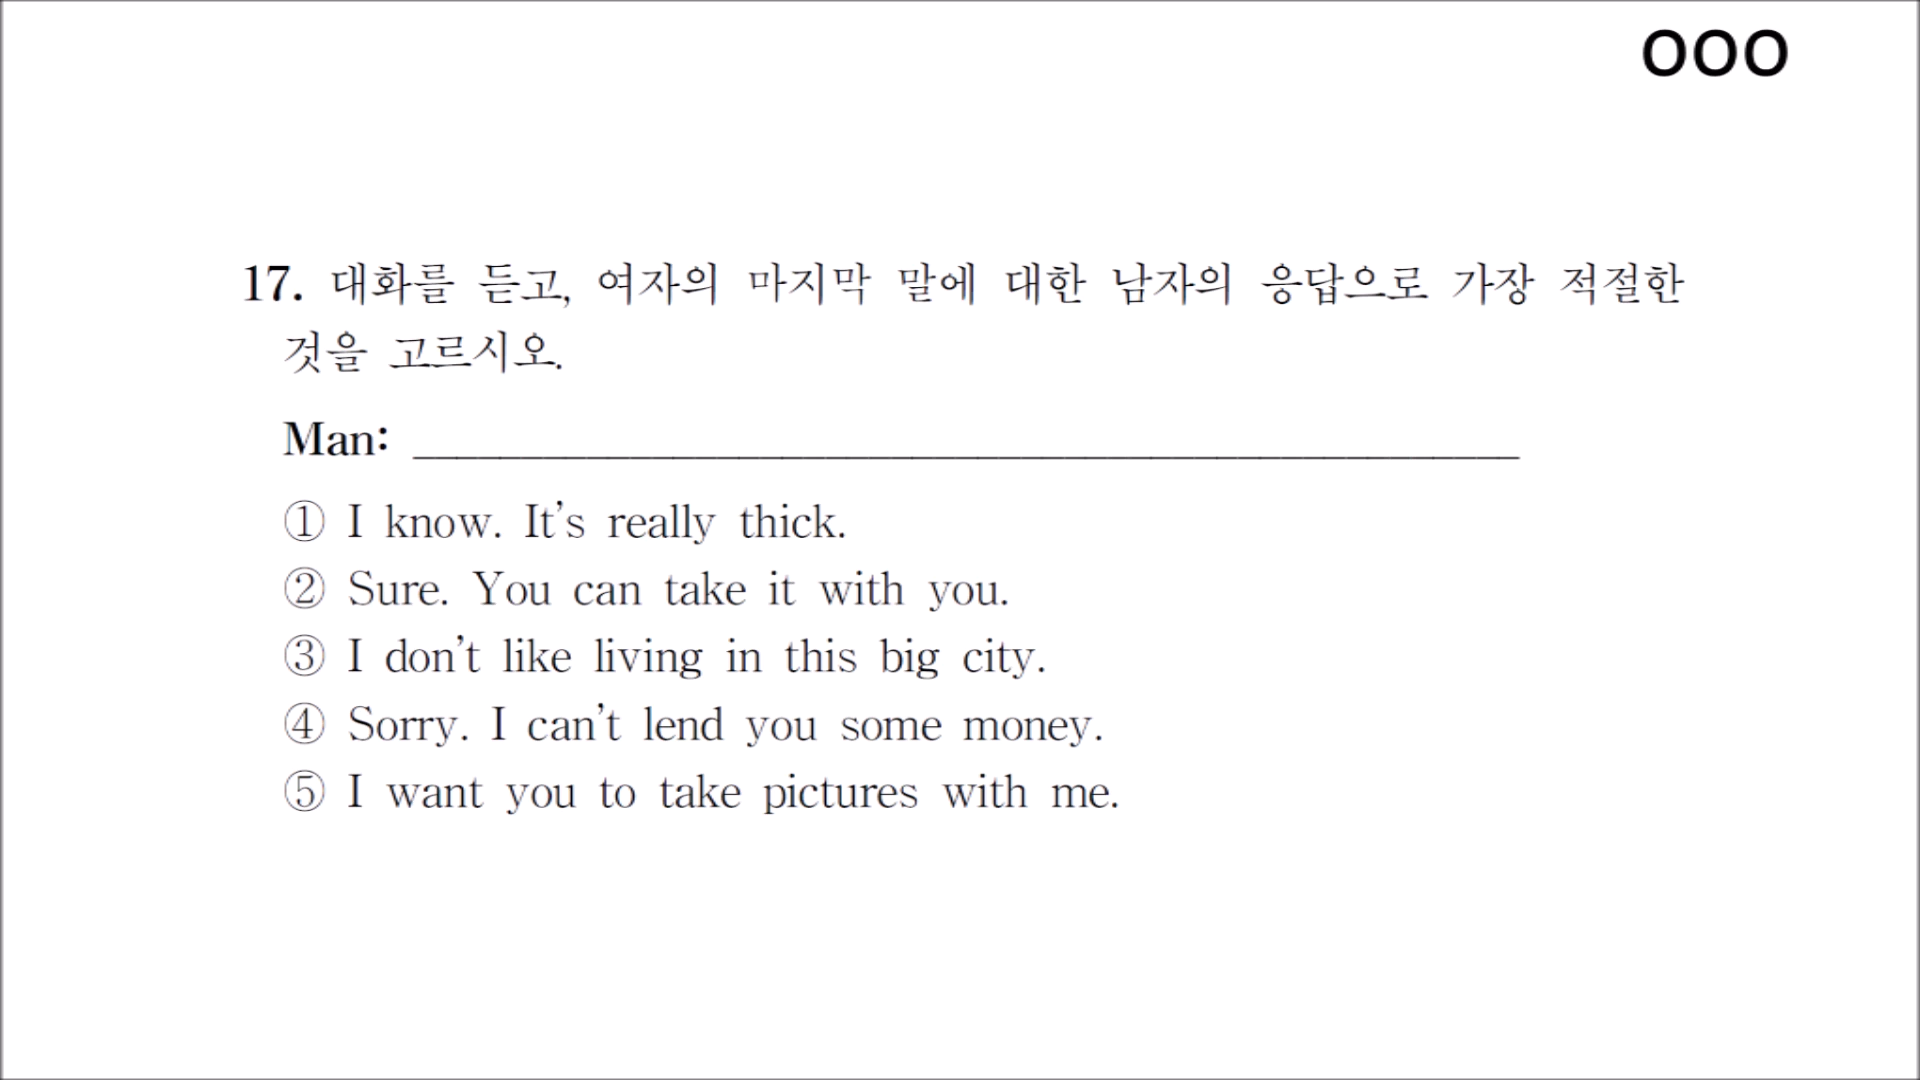 OOO
17. 대화를 듣고, 여자의 마지막 말에 대한 남자의 응답으로 가장 적절한
것을 고르시오.
Man: ______________________________________________
① I know. It's really thick.
② Sure. You can take it with you.
③ I don't like living in this big city.
④ Sorry. I can't lend you some money.
⑤ I want you to take pictures with me.